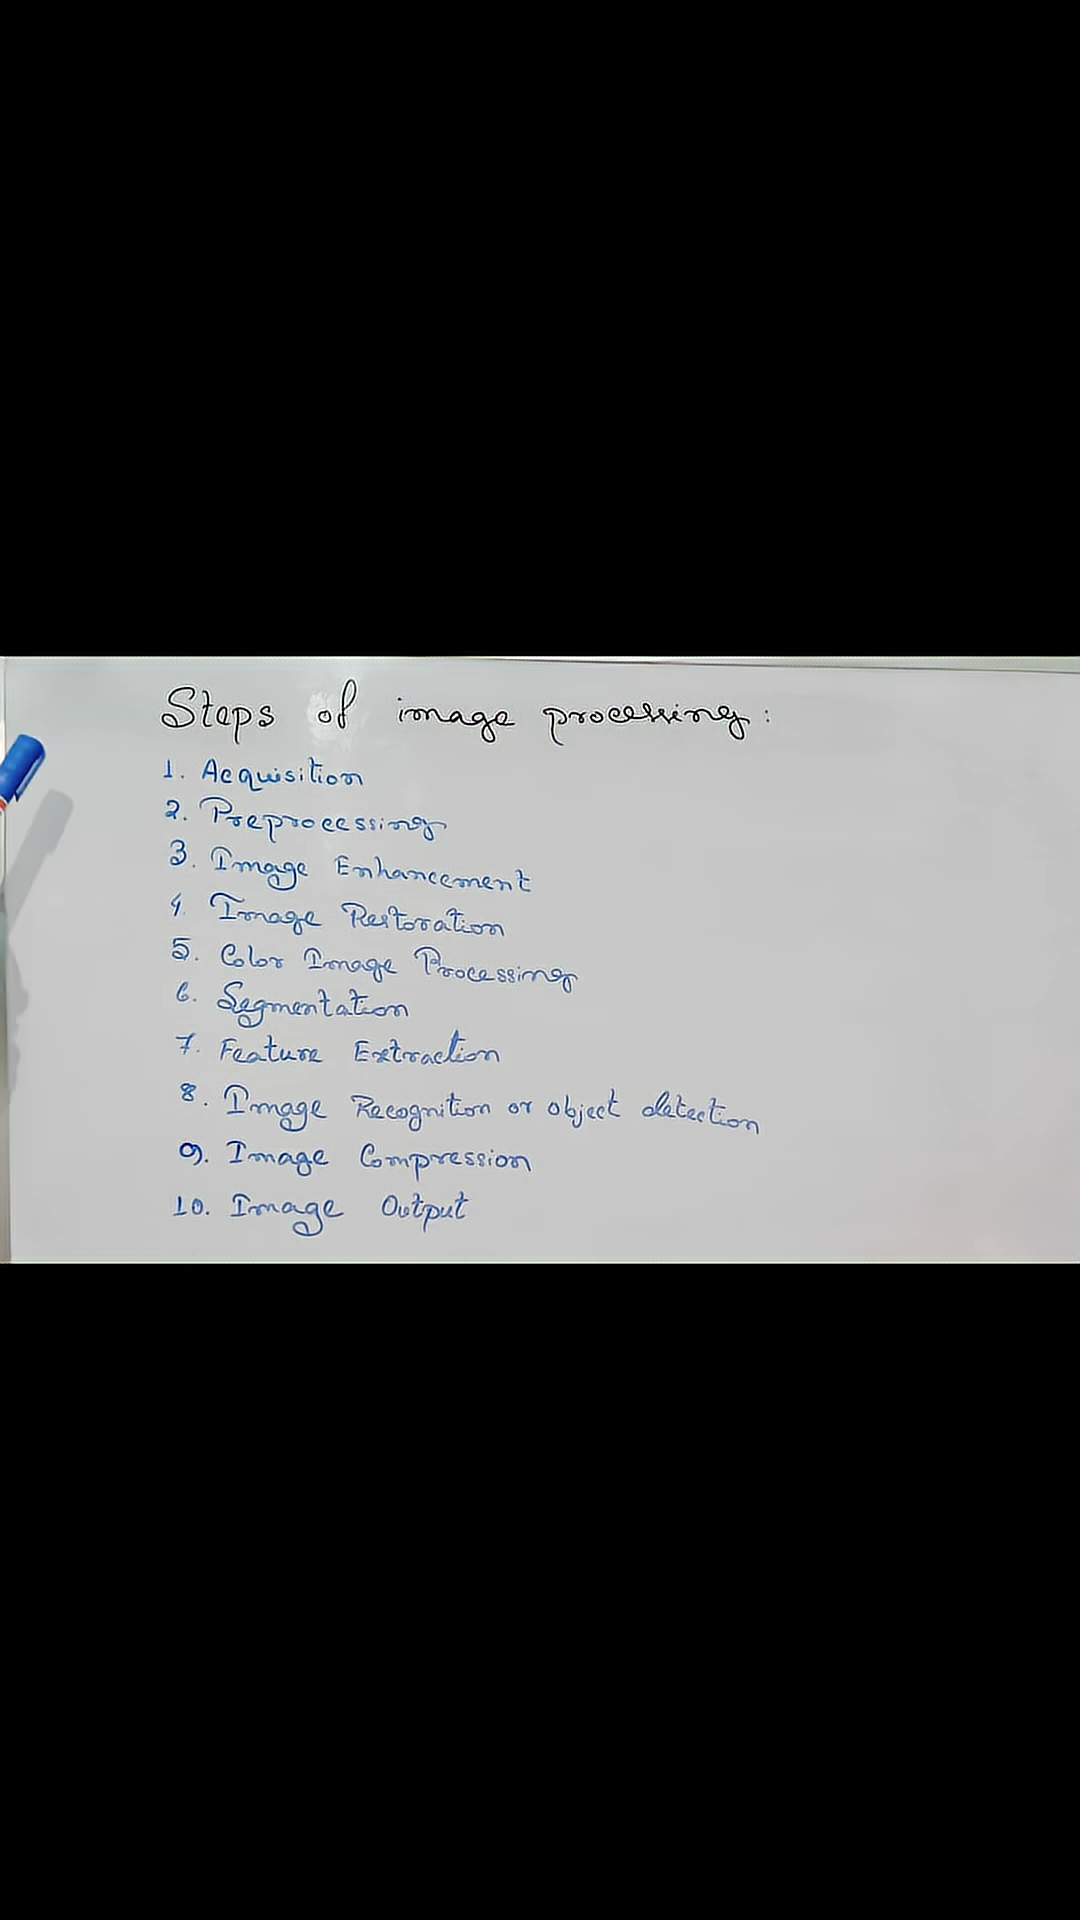 Steps of image processing:
1. Acquisition
2. Preprocessing
3. Image Enhancement
4. Image Restoration
5. Color Image Processing
6. Segmentation
7. Feature Extraction
8. Image Recognition or object detection
9. Image Compression
10. Image Output